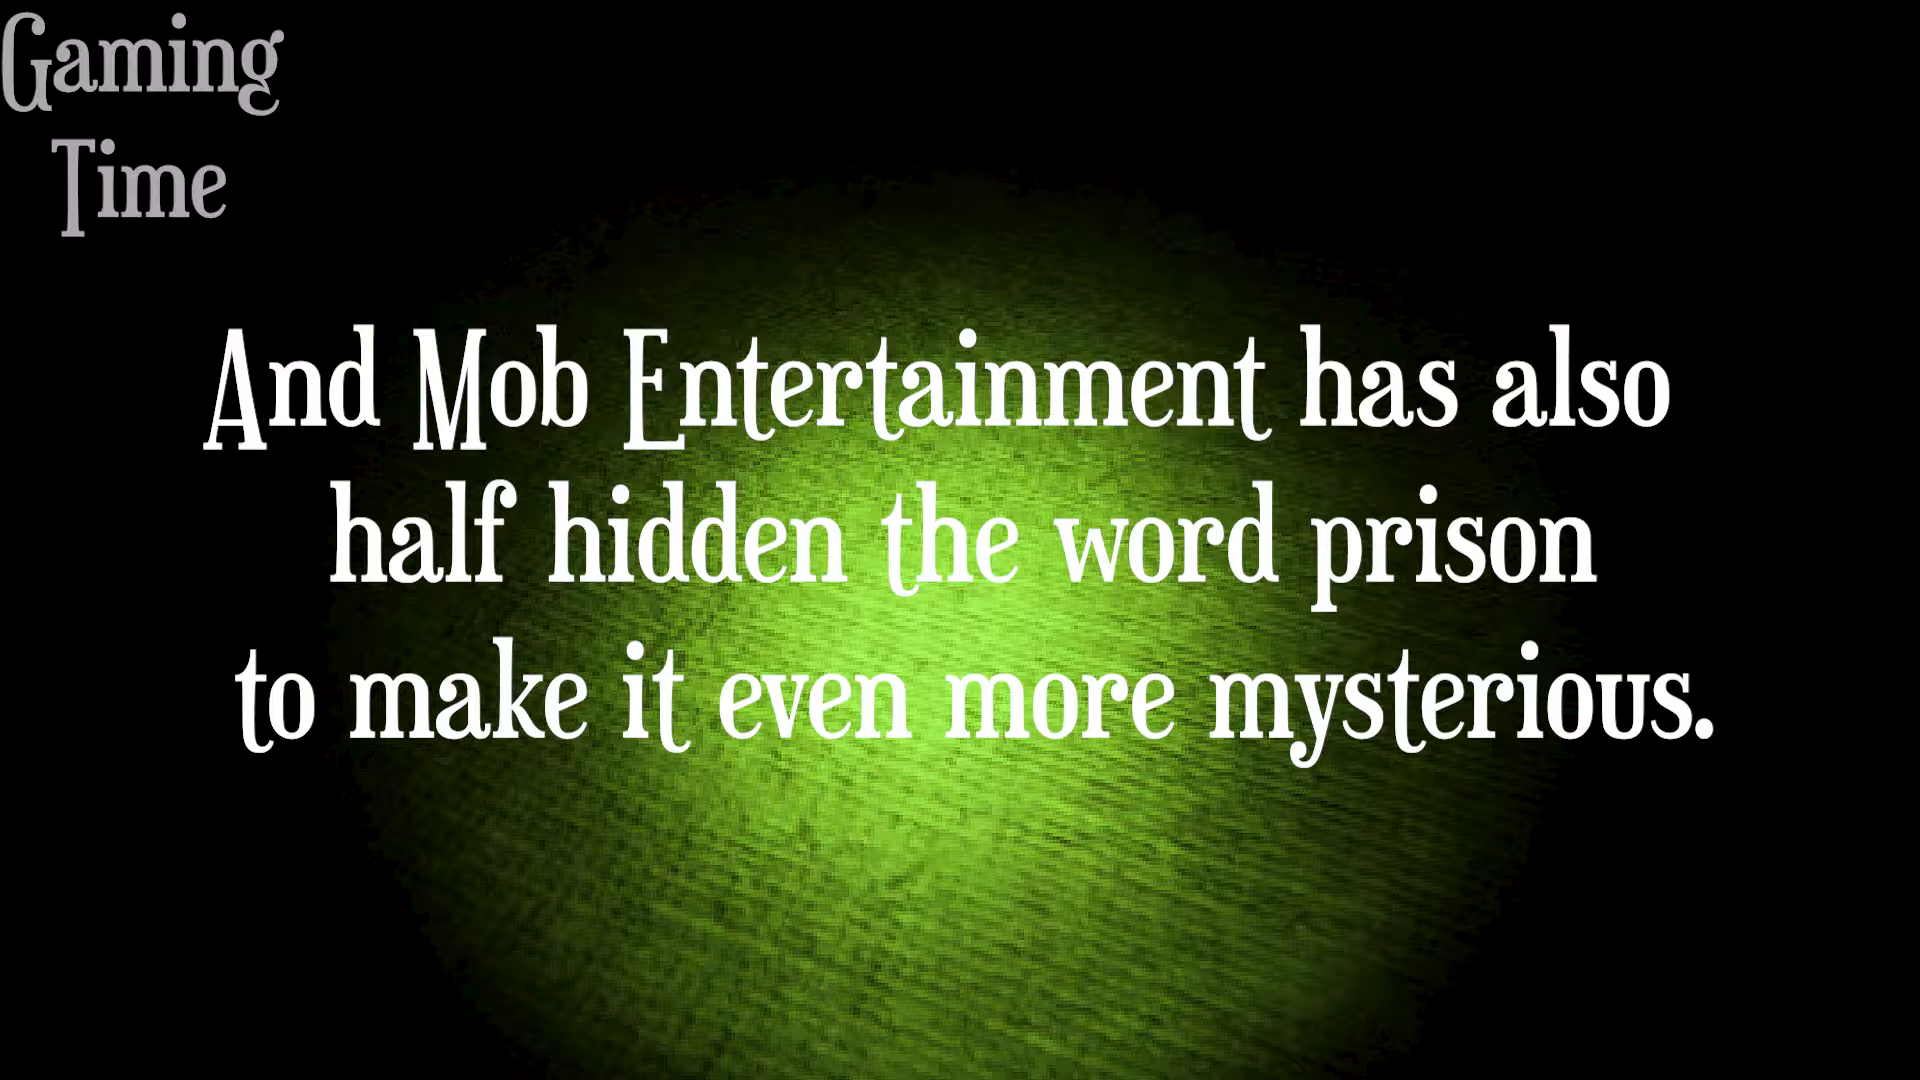 Gaming
Time
And Mob Entertainment has also
half hidden the word prison
to make it even more mysterious.